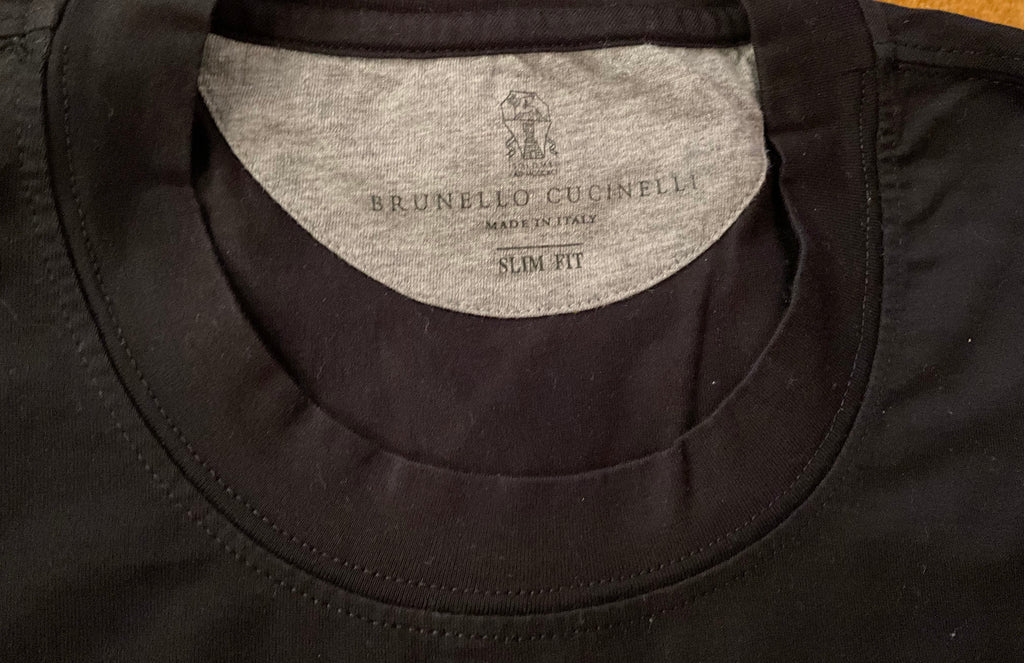 BRUNELLO CUCINELLI
MADE IN ITALY
SLIM FIT